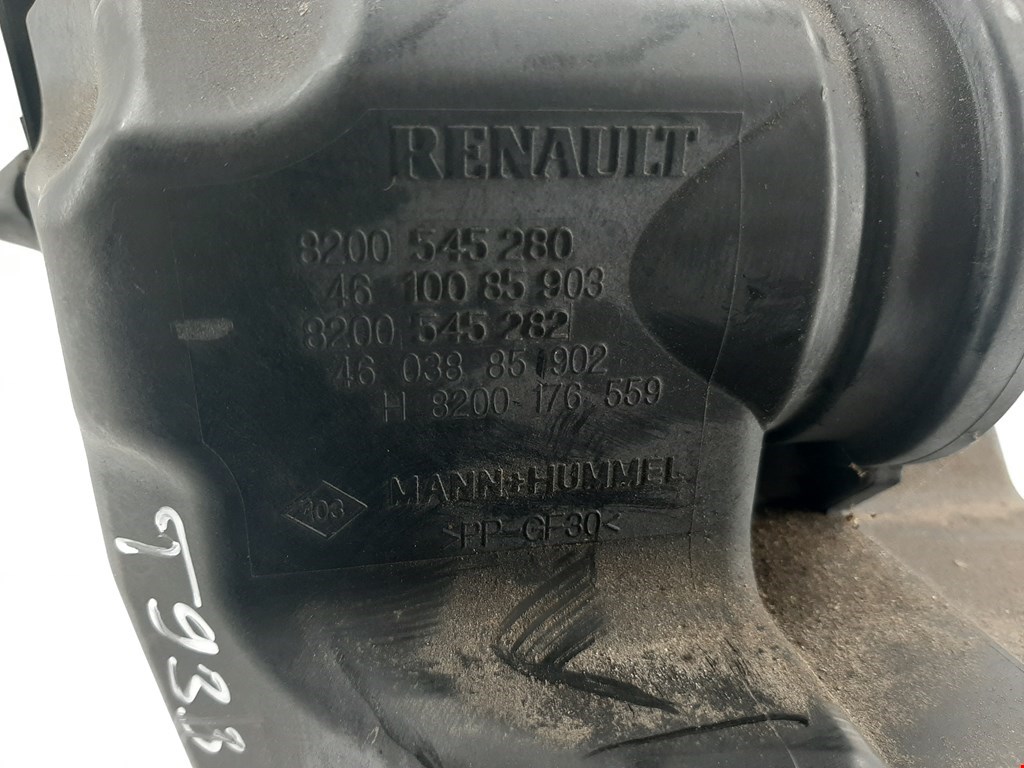 RENAULT
8200 545 280
46 100 85 903
8200 545 282
46 038 85 902
H 8200-176 559
MANN+HUMMEL
103
<PP-GF30<
T93.B